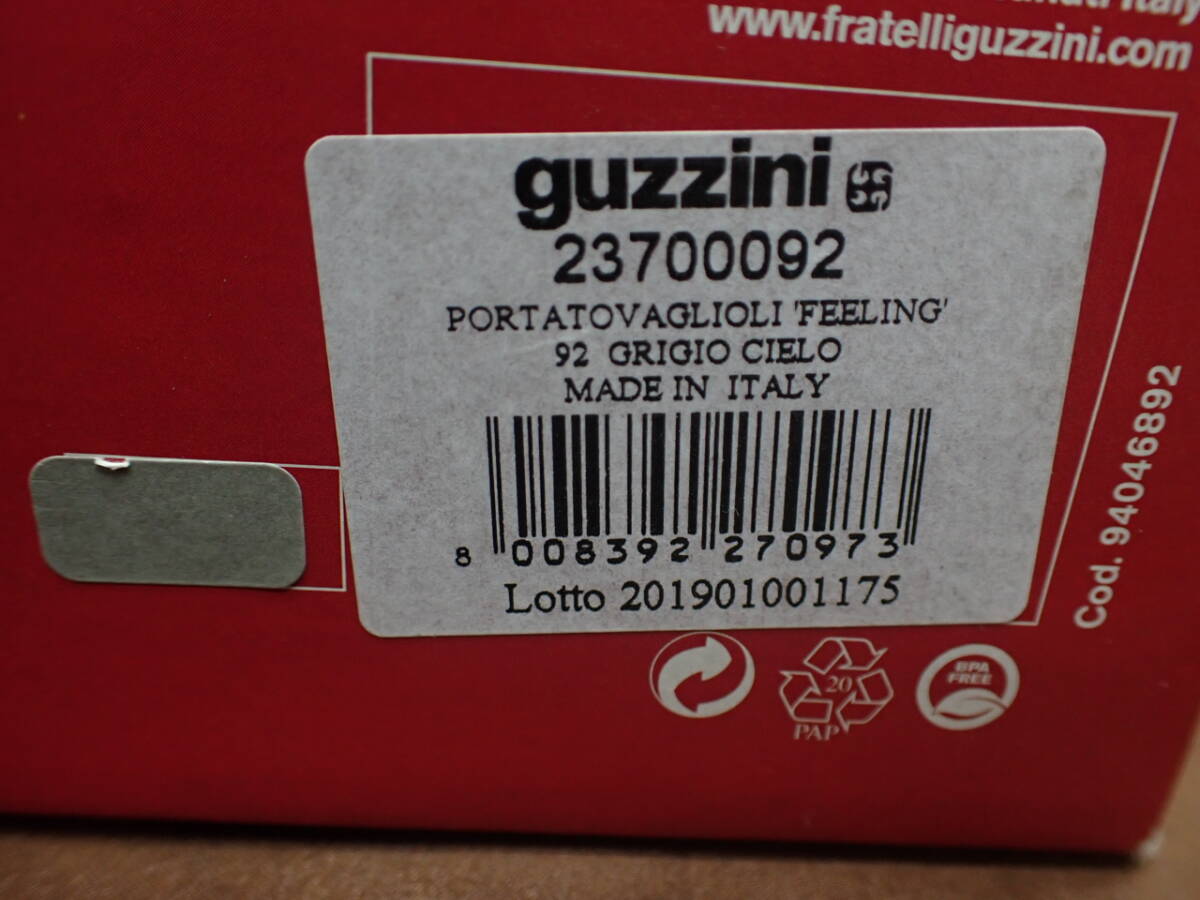 Italy
www.fratelliguzzini.com
guzzini
23700092
PORTATOVAGLIOLI 'FEELING'
92 GRIGIO CIELO
MADE IN ITALY
8 008392 270973
Lotto 201901001175
Cod. 94046892
20
PAP
BPA
FREE